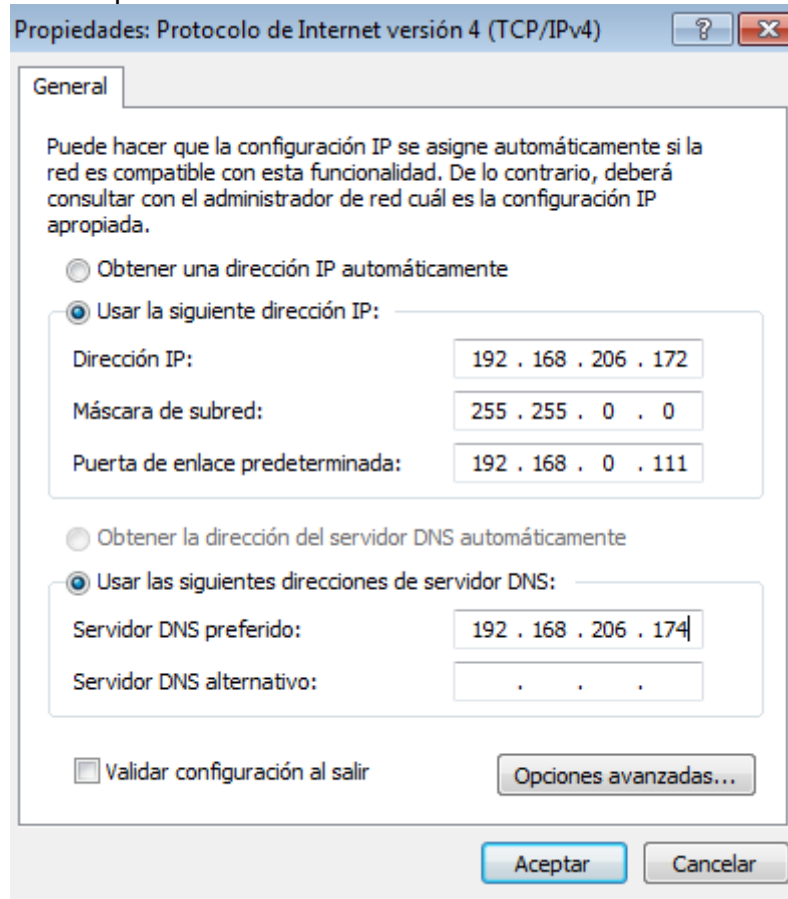 Propiedades: Protocolo de Internet versión 4 (TCP/IPv4)
General
Puede hacer que la configuración IP se asigne automáticamente si la
red es compatible con esta funcionalidad. De lo contrario, deberá
consultar con el administrador de red cuál es la configuración IP
apropiada.
Obtener una dirección IP automáticamente
Usar la siguiente dirección IP:
Dirección IP: 192 . 168 . 206 . 172
Máscara de subred: 255 . 255 . 0 . 0
Puerta de enlace predeterminada: 192 . 168 . 0 . 111
Obtener la dirección del servidor DNS automáticamente
Usar las siguientes direcciones de servidor DNS:
Servidor DNS preferido: 192 . 168 . 206 . 174
Servidor DNS alternativo: . . .
Validar configuración al salir
Opciones avanzadas...
Aceptar Cancelar